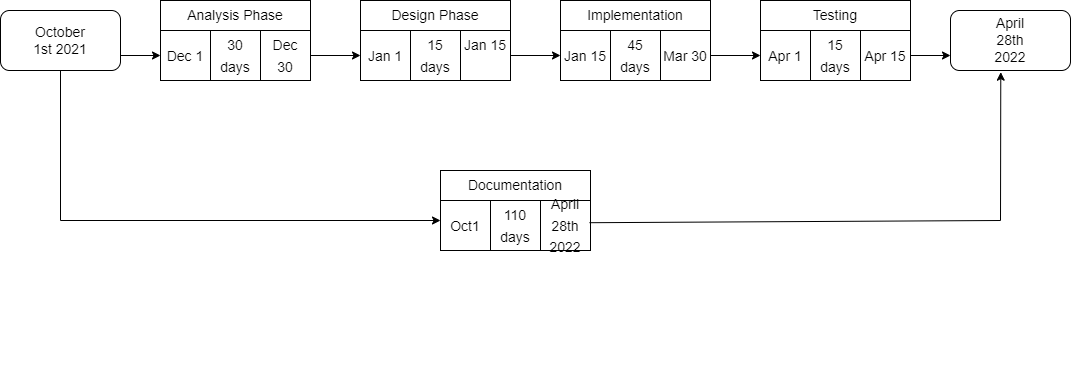 October
1st 2021
Analysis Phase
Dec 1
30
days
Dec
30
Design Phase
Jan 1
15
days
Jan 15
Implementation
Jan 15
45
days
Mar 30
Testing
Apr 1
15
days
Apr 15
April
28th
2022
Documentation
Oct1
110
days
April
28th
2022